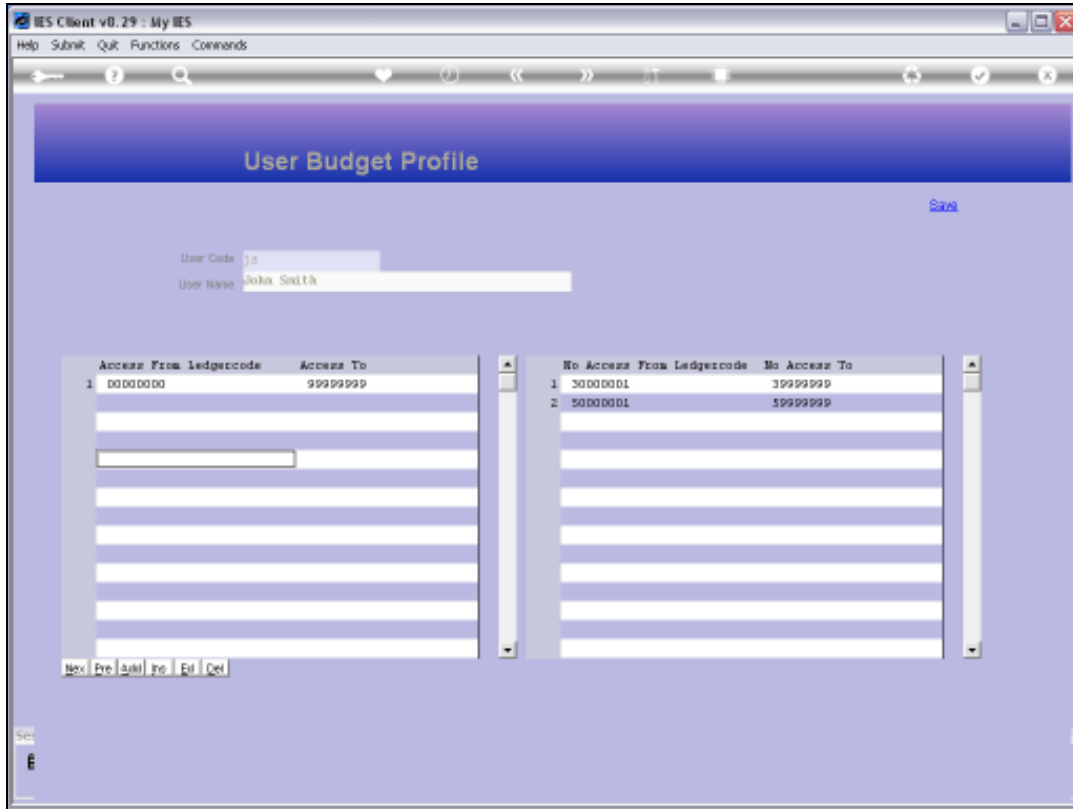 IES Client v8.29 : My IES
Help Submit Quit Functions Commands
User Budget Profile
Save
User Code js
User Name John Smith
Access From Ledgercode Access To
1 00000000 99999999
No Access From Ledgercode No Access To
1 30000001 39999999
2 50000001 59999999
Nex Pre Add Ins Ed Del